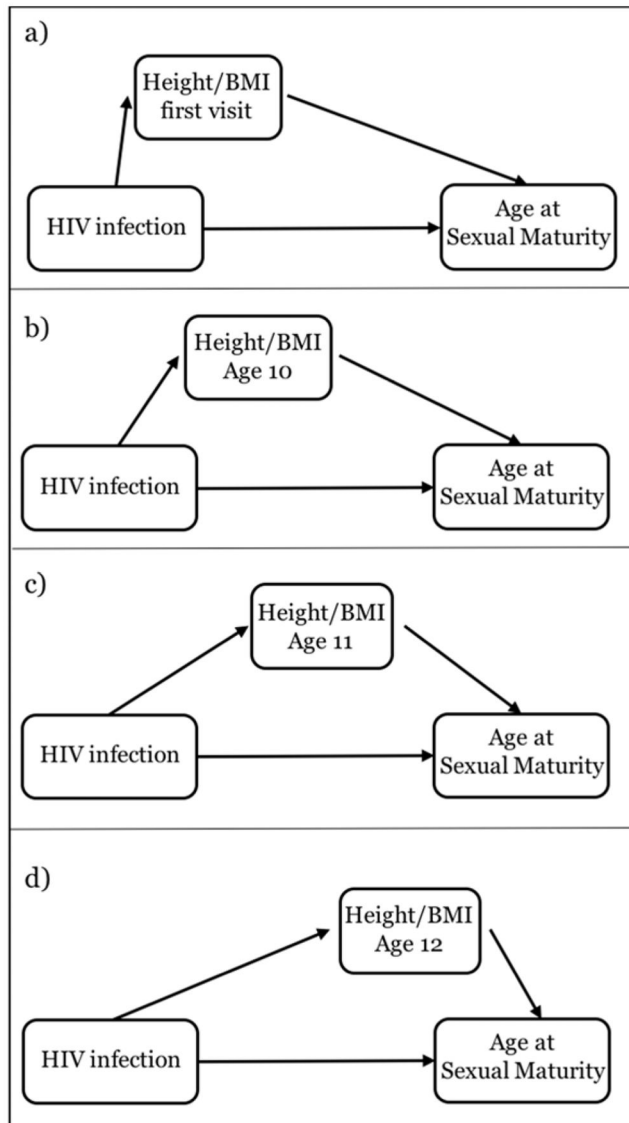 a)
Height/BMI
first visit
HIV infection
Age at
Sexual Maturity
b)
Height/BMI
Age 10
HIV infection
Age at
Sexual Maturity
c)
Height/BMI
Age 11
HIV infection
Age at
Sexual Maturity
d)
Height/BMI
Age 12
HIV infection
Age at
Sexual Maturity